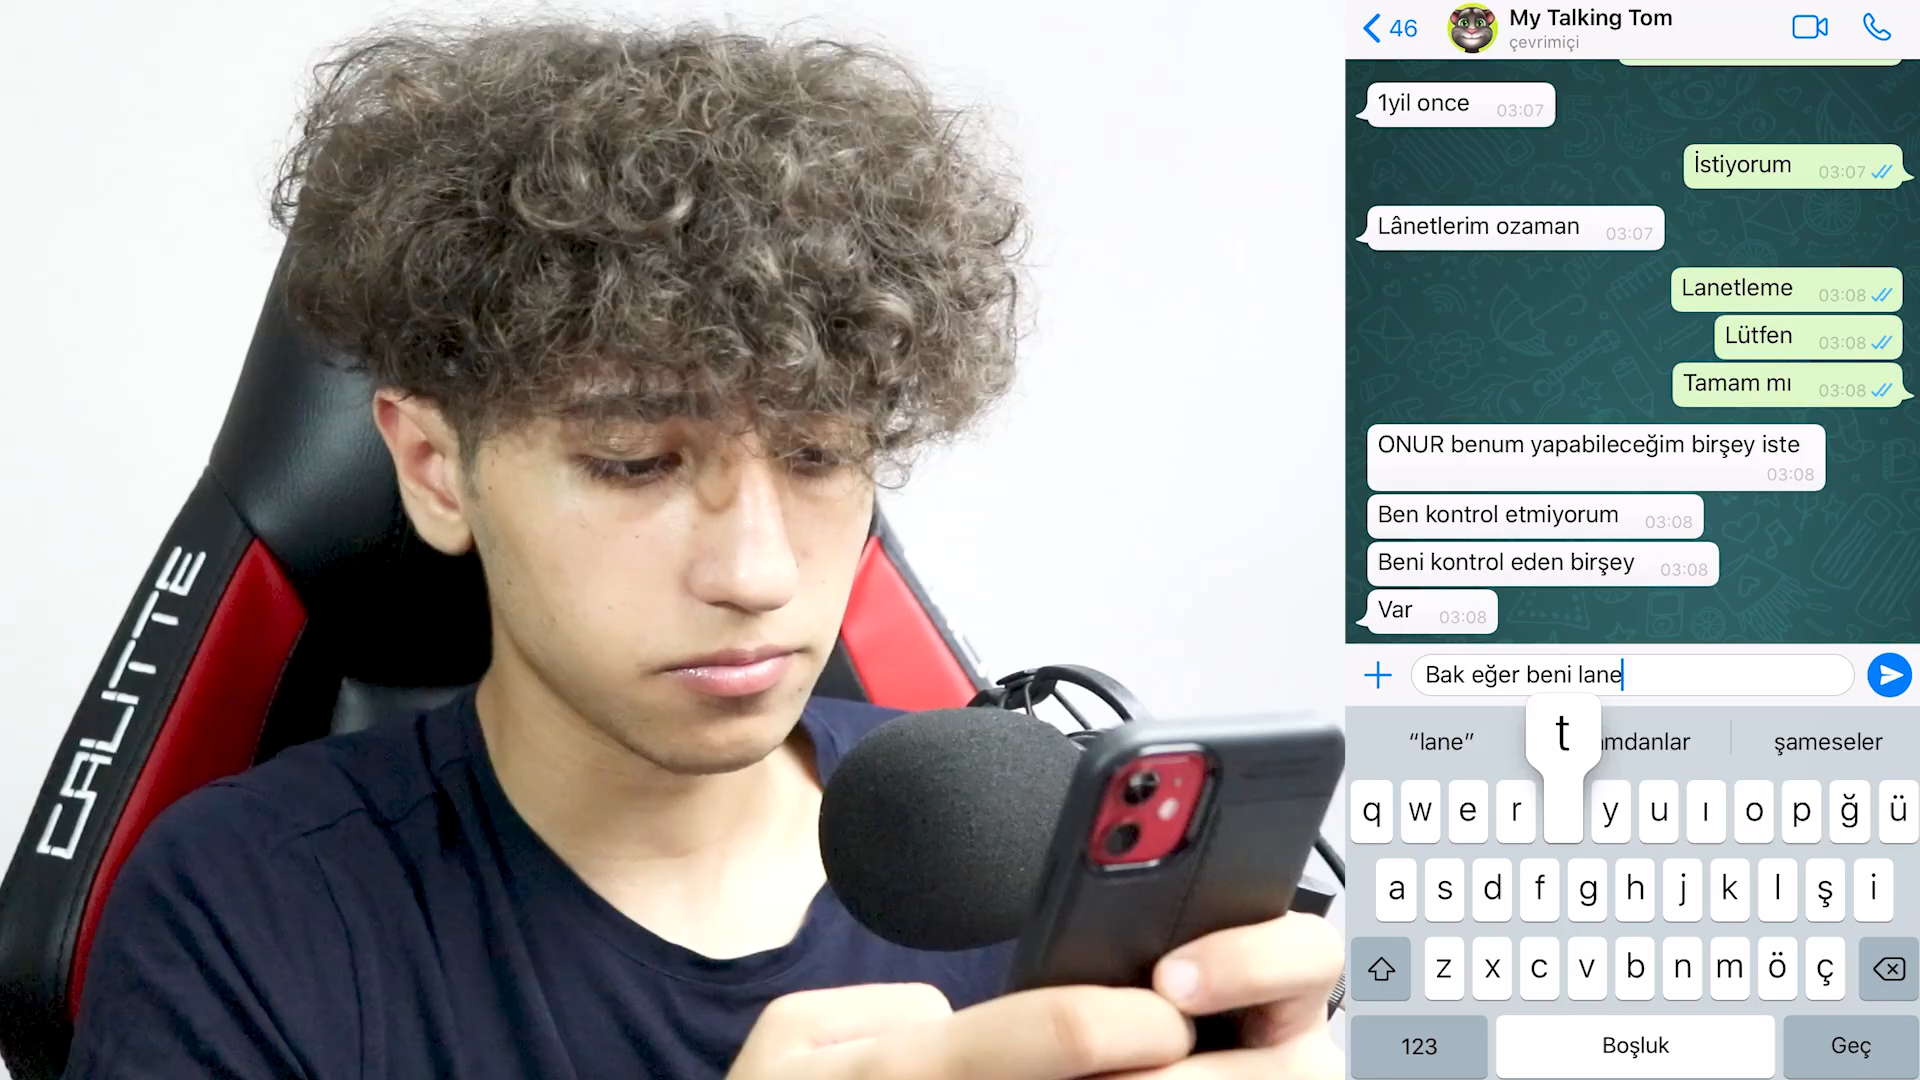 CALITTE
46
My Talking Tom
çevrimiçi
1yil once 03:07
İstiyorum 03:07
Lânetlerim ozaman 03:07
Lanetleme 03:08
Lütfen 03:08
Tamam mı 03:08
ONUR benum yapabileceğim birşey iste
03:08
Ben kontrol etmiyorum 03:08
Beni kontrol eden birşey 03:08
Var 03:08
Bak eğer beni lane
“lane” şameseler
t
q w e r y u ı o p ğ ü
a s d f g h j k l ş i
z x c v b n m ö ç
123 Boşluk Geç